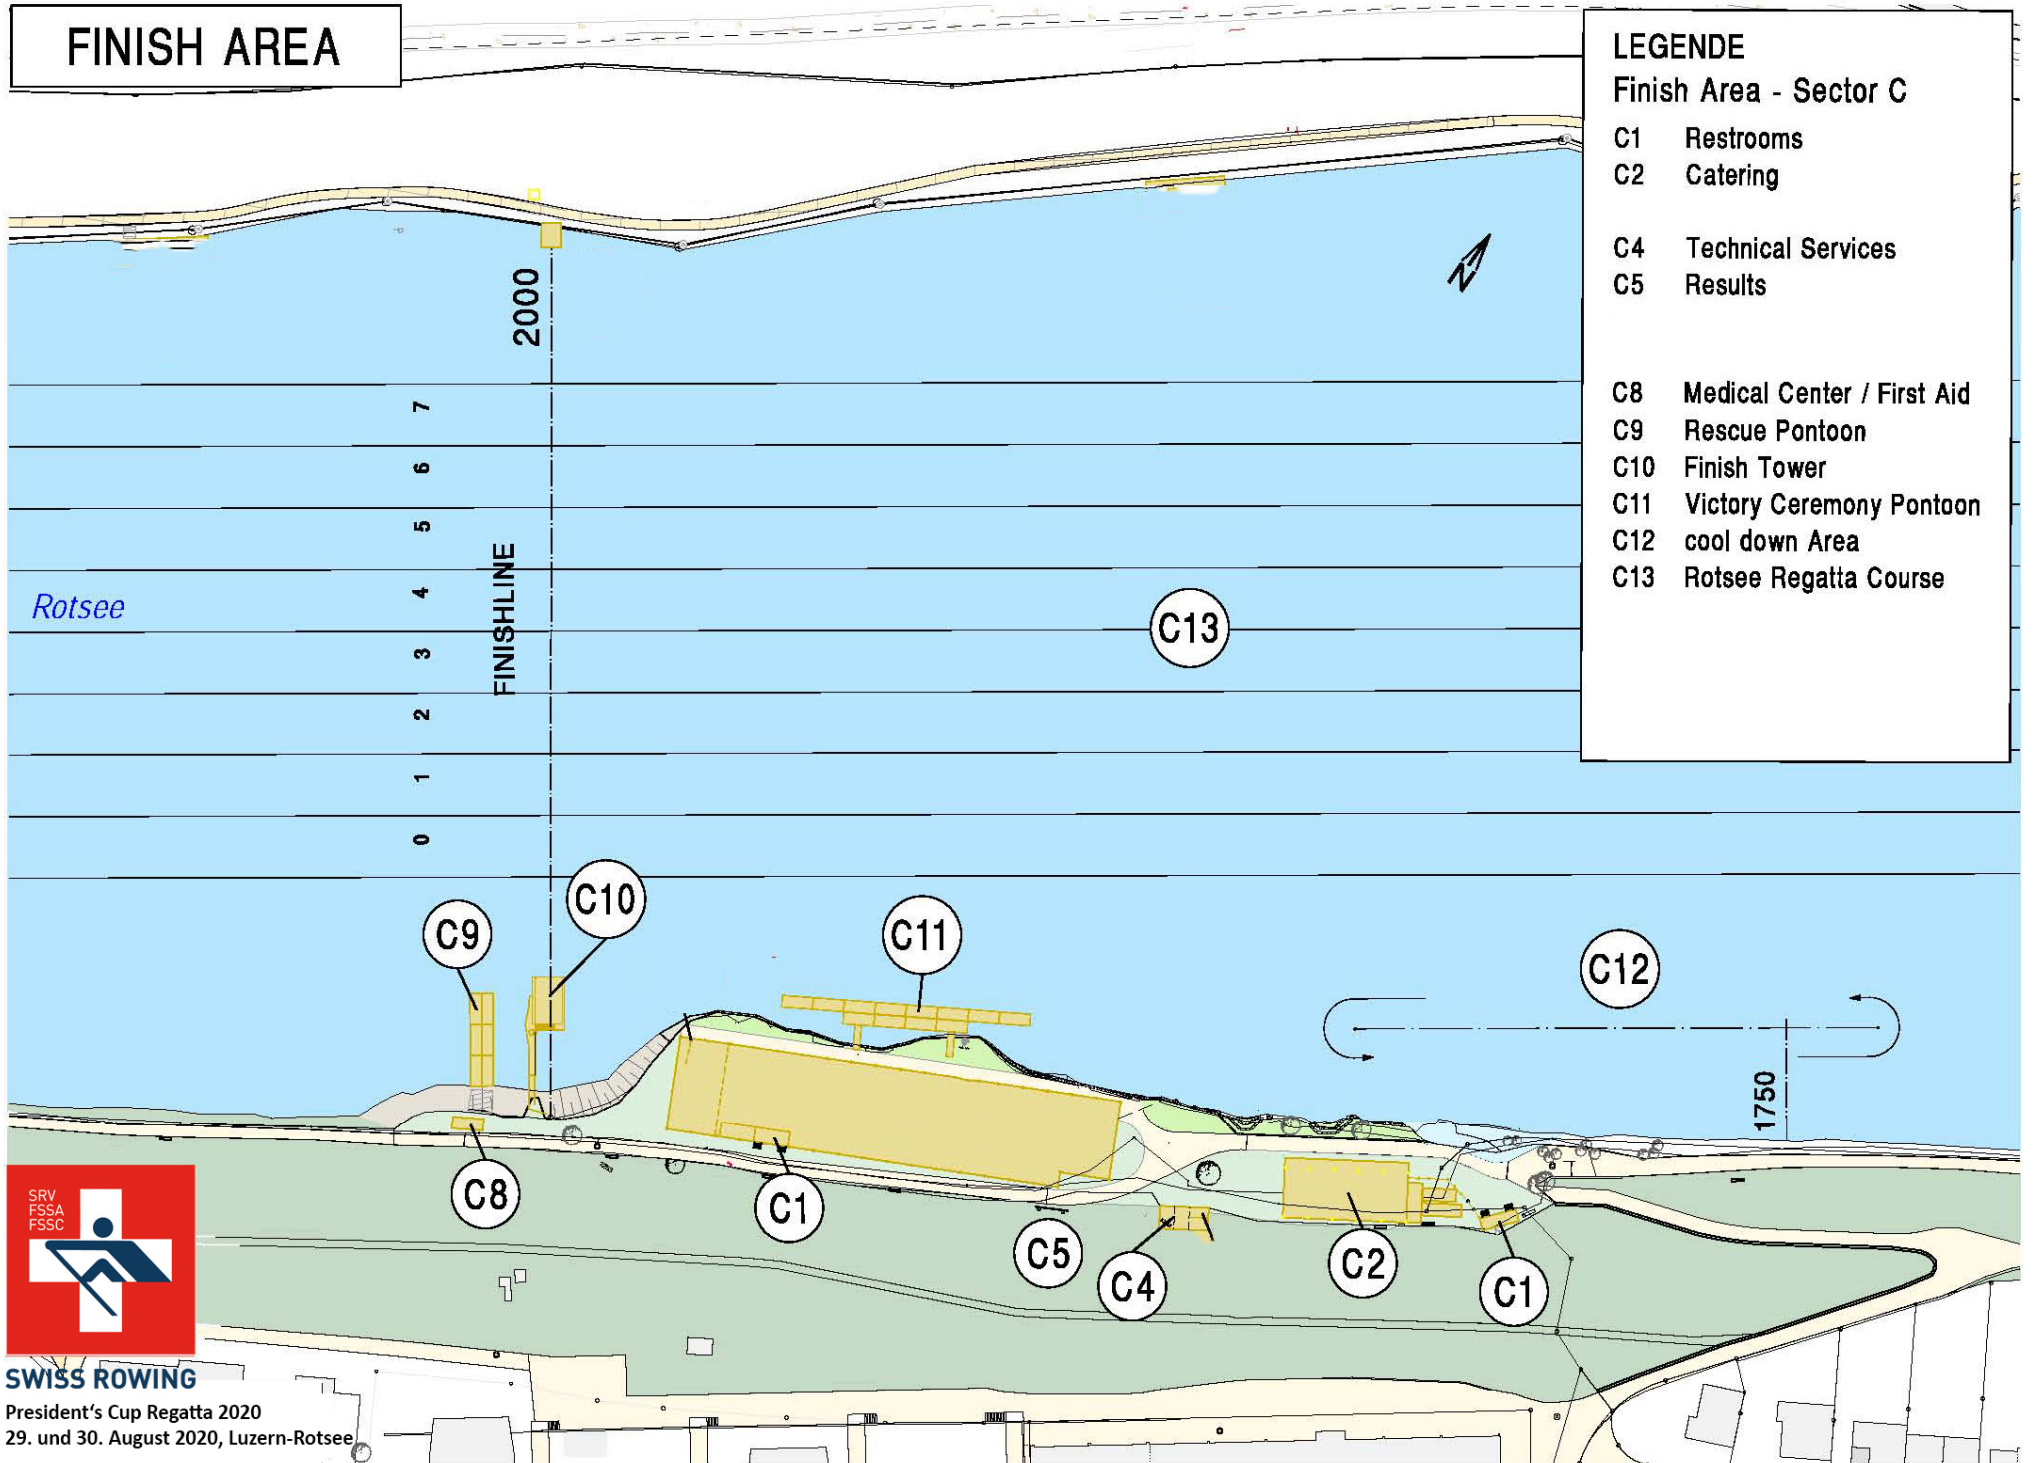 FINISH AREA
LEGENDE
Finish Area - Sector C
C1 Restrooms
C2 Catering
C4 Technical Services
C5 Results
C8 Medical Center / First Aid
C9 Rescue Pontoon
C10 Finish Tower
C11 Victory Ceremony Pontoon
C12 cool down Area
C13 Rotsee Regatta Course
N
2000
7
6
5
4
3
2
1
0
FINISHLINE
Rotsee
C13
C10
C9
C11
C12
1750
C8
C1
C5
C4
C2
C1
SRV
FSSA
FSSC
SWISS ROWING
President's Cup Regatta 2020
29. und 30. August 2020, Luzern-Rotsee